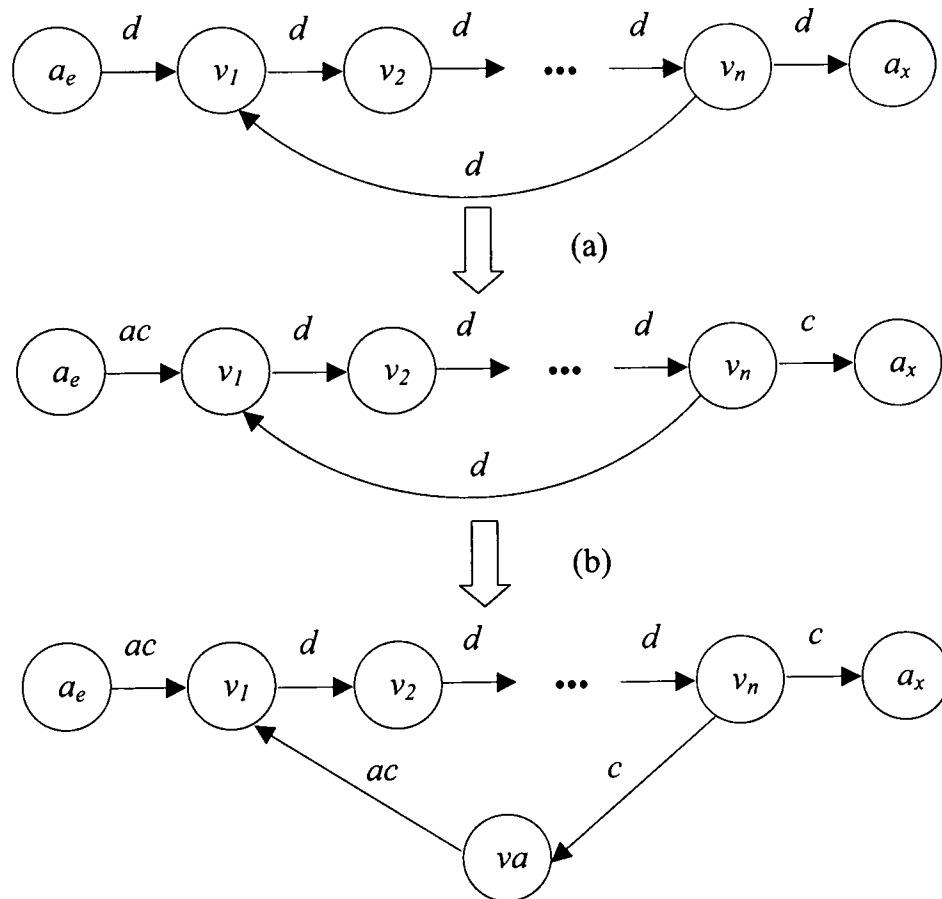 d d d d d
a_e v_1 v_2 ••• v_n a_x
d
(a)
ac d d d c
a_e v_1 v_2 ••• v_n a_x
d
(b)
ac d d d c
a_e v_1 v_2 ••• v_n a_x
ac c
va